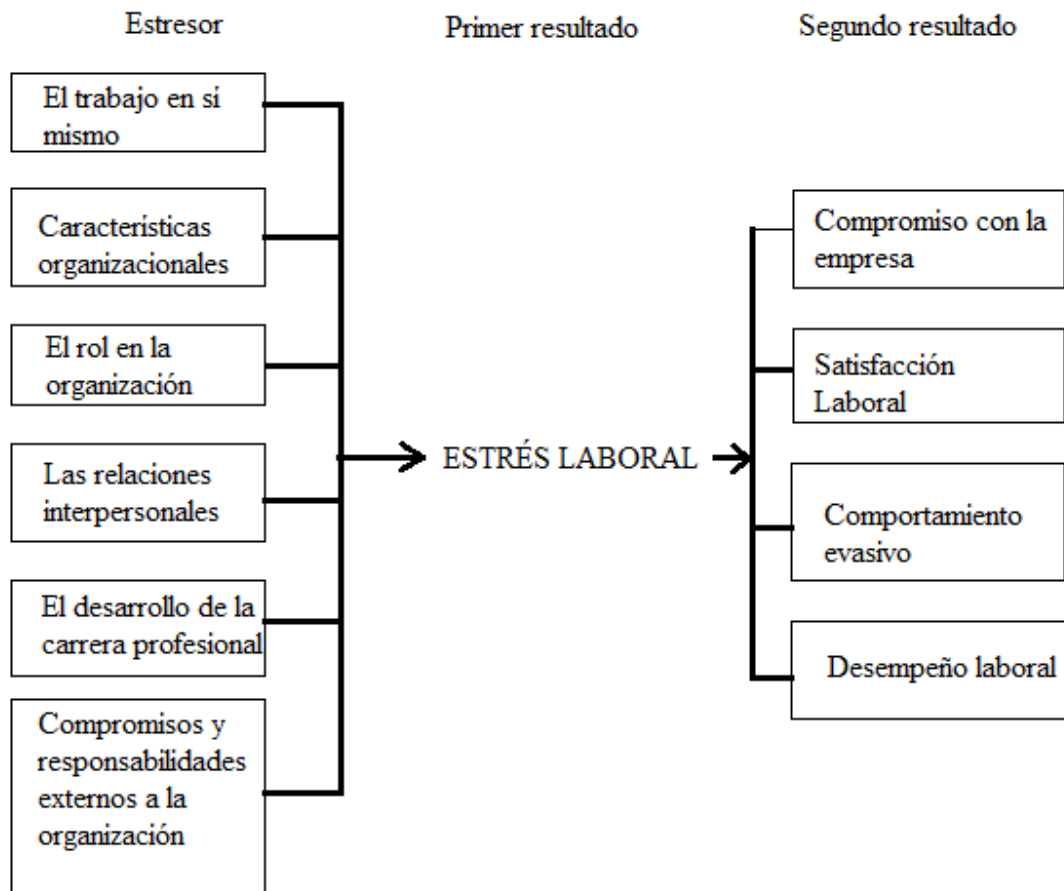 Estresor
Primer resultado
Segundo resultado
El trabajo en sí
mismo
Características
organizacionales
El rol en la
organización
Las relaciones
interpersonales
El desarrollo de la
carrera profesional
Compromisos y
responsabilidades
externos a la
organización
ESTRÉS LABORAL
Compromiso con la
empresa
Satisfacción
Laboral
Comportamiento
evasivo
Desempeño laboral